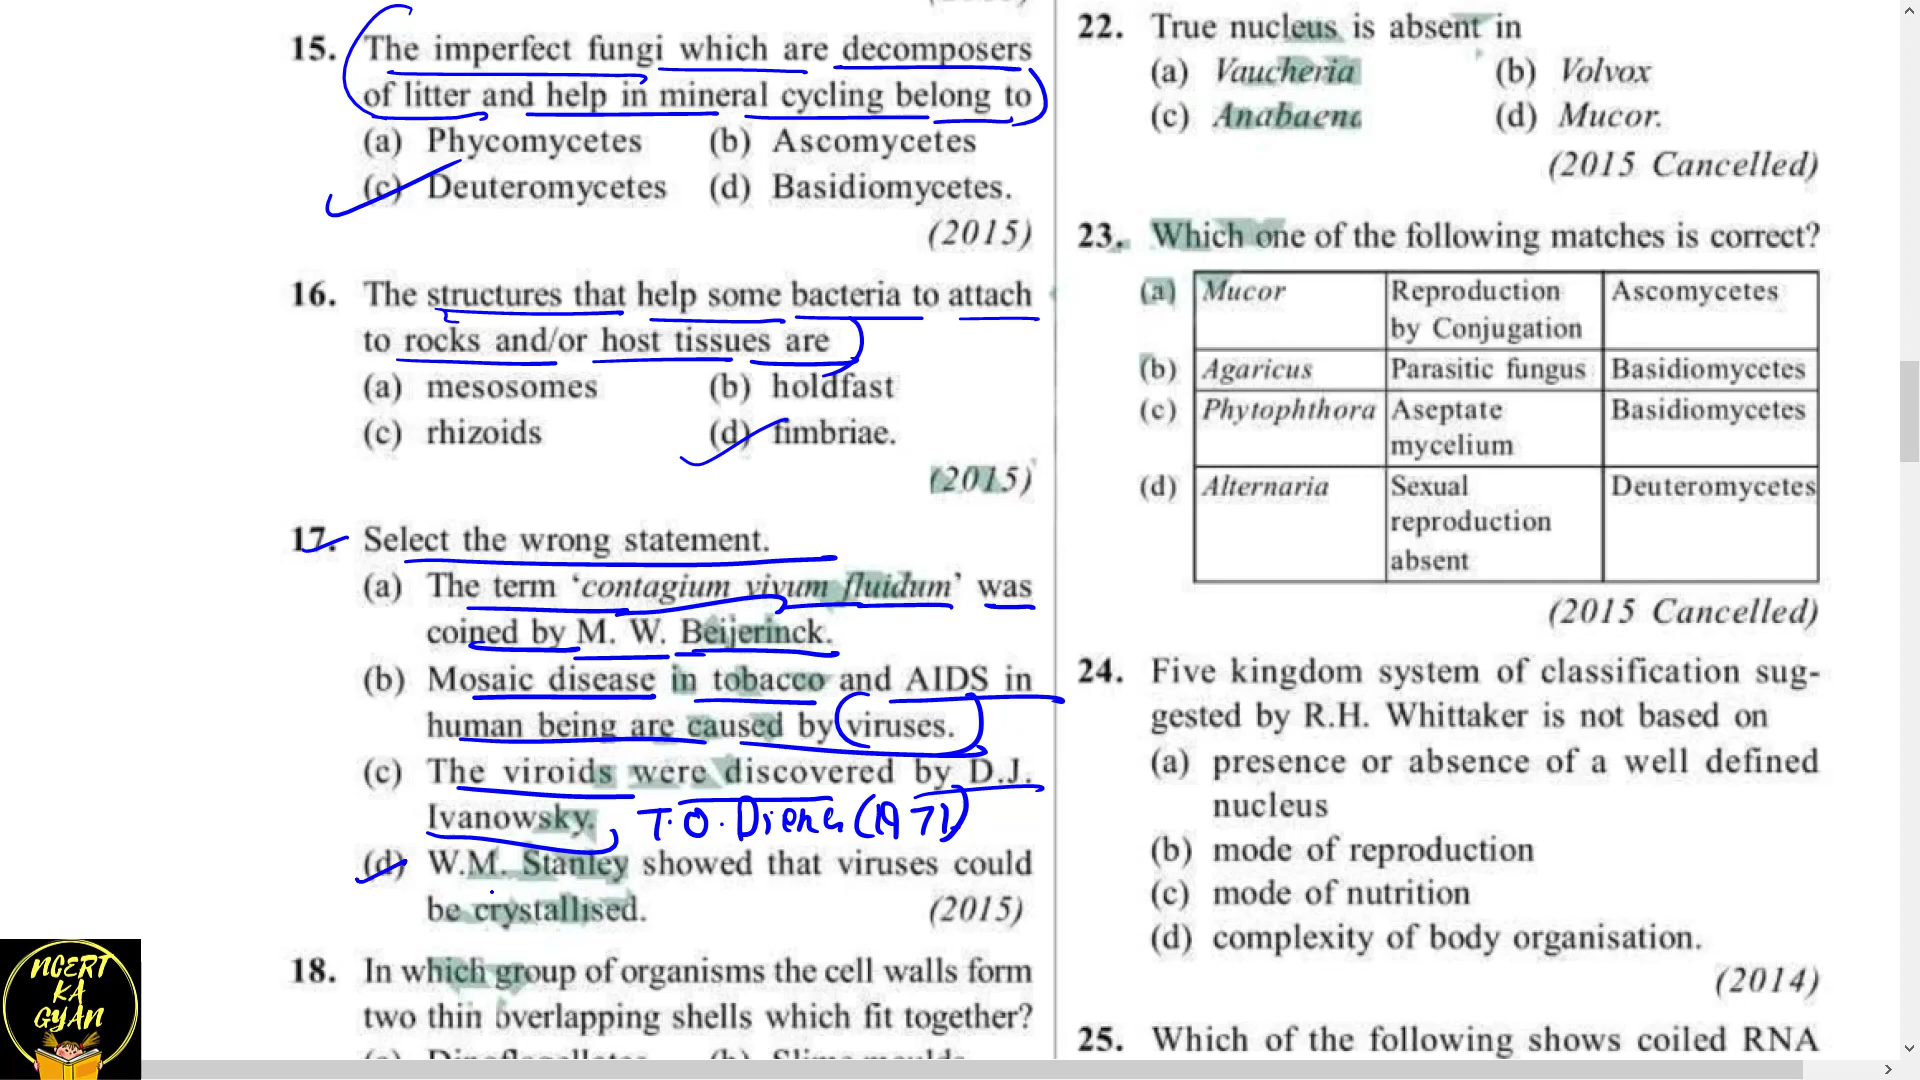 15. The imperfect fungi which are decomposers
of litter and help in mineral cycling belong to
(a) Phycomycetes (b) Ascomycetes
(c) Deuteromycetes (d) Basidiomycetes.
(2015)
16. The structures that help some bacteria to attach
to rocks and/or host tissues are
(a) mesosomes (b) holdfast
(c) rhizoids (d) fimbriae.
(2015)
17. Select the wrong statement.
(a) The term ‘contagium vivum fluidum’ was
coined by M. W. Beijerinck.
(b) Mosaic disease in tobacco and AIDS in
human being are caused by viruses.
(c) The viroids were discovered by D.J.
Ivanowsky. T.O. Diener (1971)
(d) W.M. Stanley showed that viruses could
be crystallised. (2015)
18. In which group of organisms the cell walls form
two thin overlapping shells which fit together?
22. True nucleus is absent in
(a) Vaucheria (b) Volvox
(c) Anabaena (d) Mucor.
(2015 Cancelled)
23. Which one of the following matches is correct?
(a) Mucor Reproduction Ascomycetes
by Conjugation
(b) Agaricus Parasitic fungus Basidiomycetes
(c) Phytophthora Aseptate Basidiomycetes
mycelium
(d) Alternaria Sexual Deuteromycetes
reproduction
absent
(2015 Cancelled)
24. Five kingdom system of classification sug-
gested by R.H. Whittaker is not based on
(a) presence or absence of a well defined
nucleus
(b) mode of reproduction
(c) mode of nutrition
(d) complexity of body organisation.
(2014)
25. Which of the following shows coiled RNA
NCERT
KA
GYAN